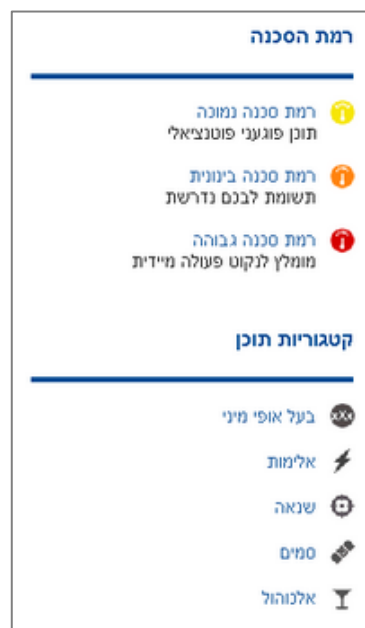 רמת הסכנה
רמת סכנה נמוכה
תוכן פוגעני פוטנציאלי
רמת סכנה בינונית
תשומת לבכם נדרשת
רמת סכנה גבוהה
מומלץ לנקוט פעולה מיידית
קטגוריות תוכן
בעל אופי מיני
xXx
אלימות
שנאה
סמים
אלכוהול